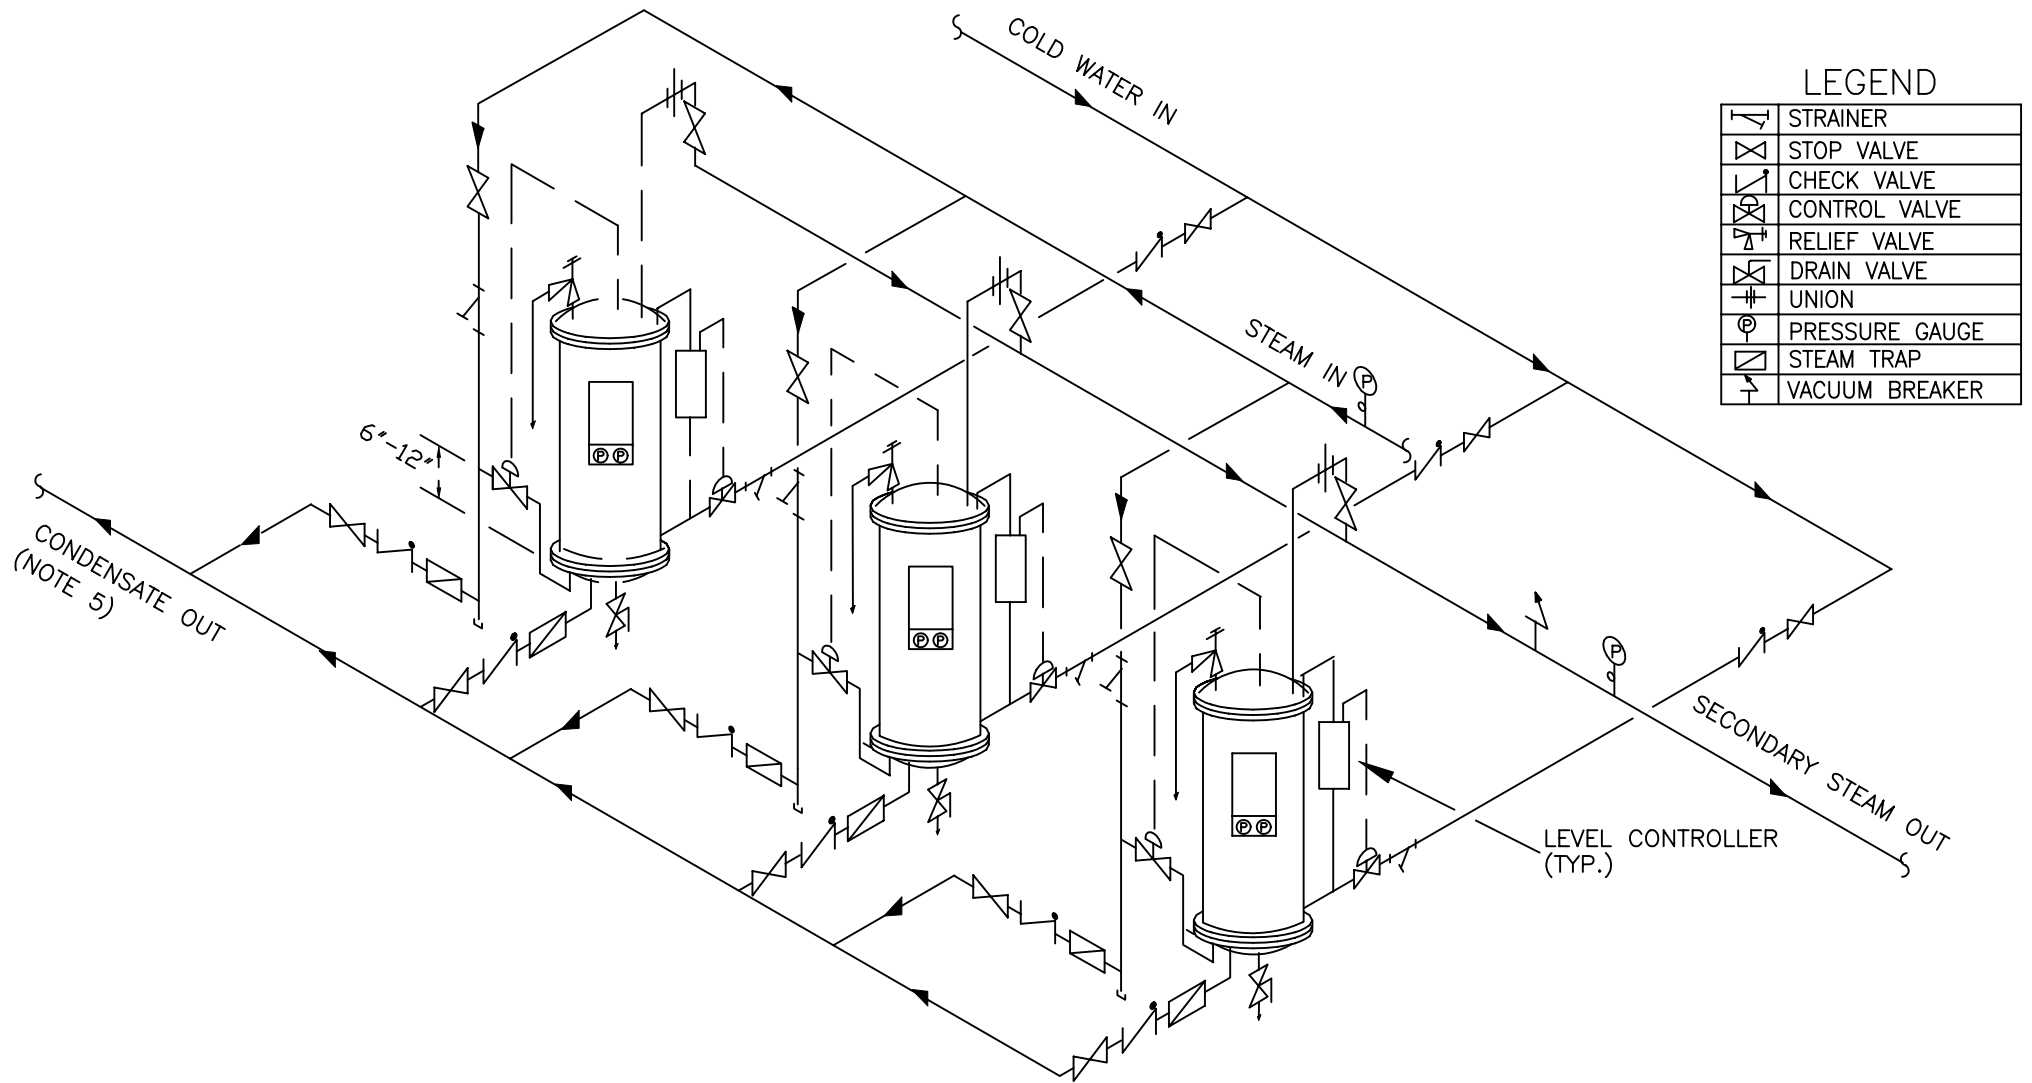 COLD WATER IN
LEGEND
STRAINER
STOP VALVE
CHECK VALVE
CONTROL VALVE
RELIEF VALVE
DRAIN VALVE
UNION
P PRESSURE GAUGE
STEAM TRAP
VACUUM BREAKER
STEAM IN
P
6"-12"
P P
CONDENSATE OUT
(NOTE 5)
P P
P
SECONDARY STEAM OUT
P P
LEVEL CONTROLLER
(TYP.)